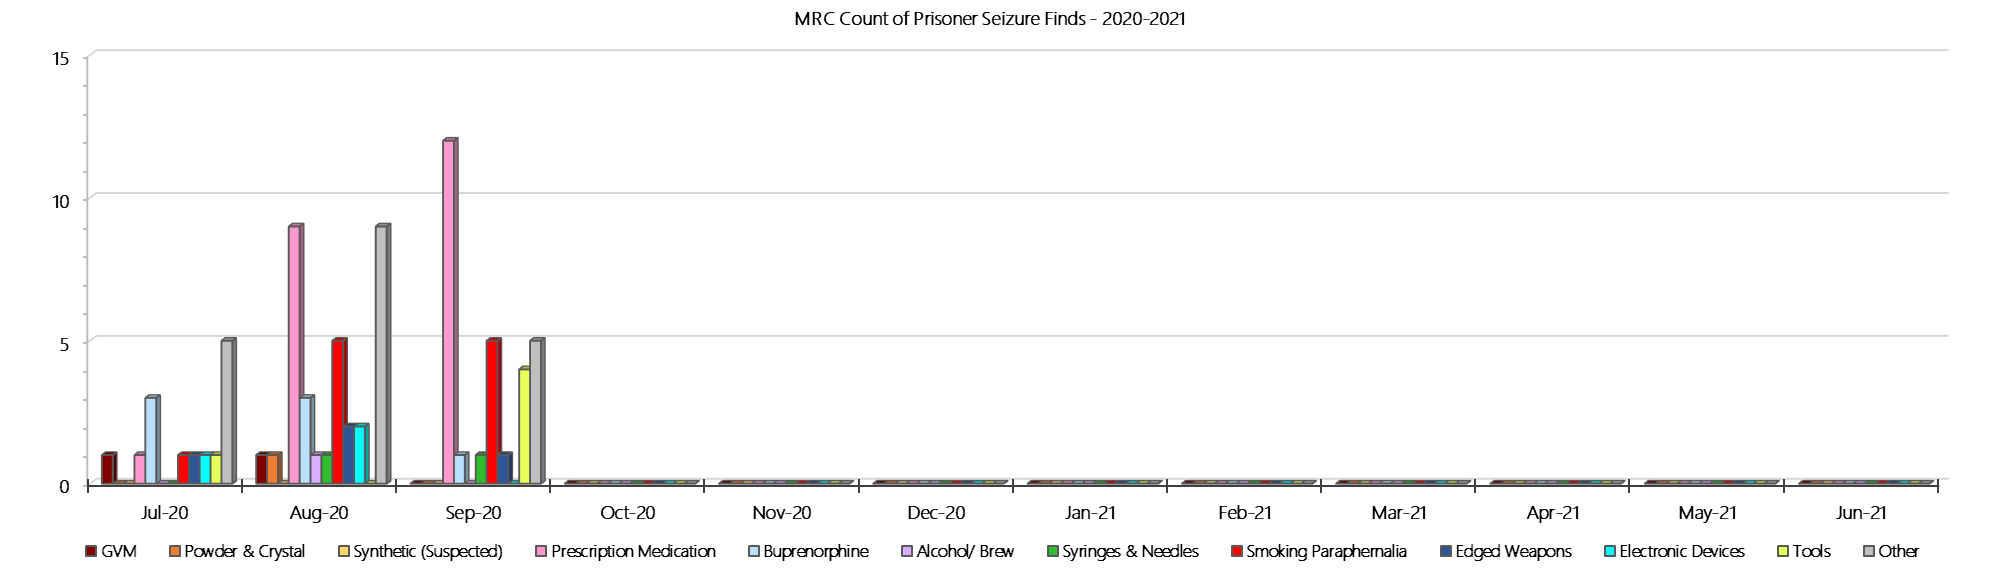 MRC Count of Prisoner Seizure Finds - 2020-2021
15
10
5
0
Jul-20 Aug-20 Sep-20 Oct-20 Nov-20 Dec-20 Jan-21 Feb-21 Mar-21 Apr-21 May-21 Jun-21
GVM Powder & Crystal Synthetic (Suspected) Prescription Medication Buprenorphine Alcohol/ Brew Syringes & Needles Smoking Paraphernalia Edged Weapons Electronic Devices Tools Other